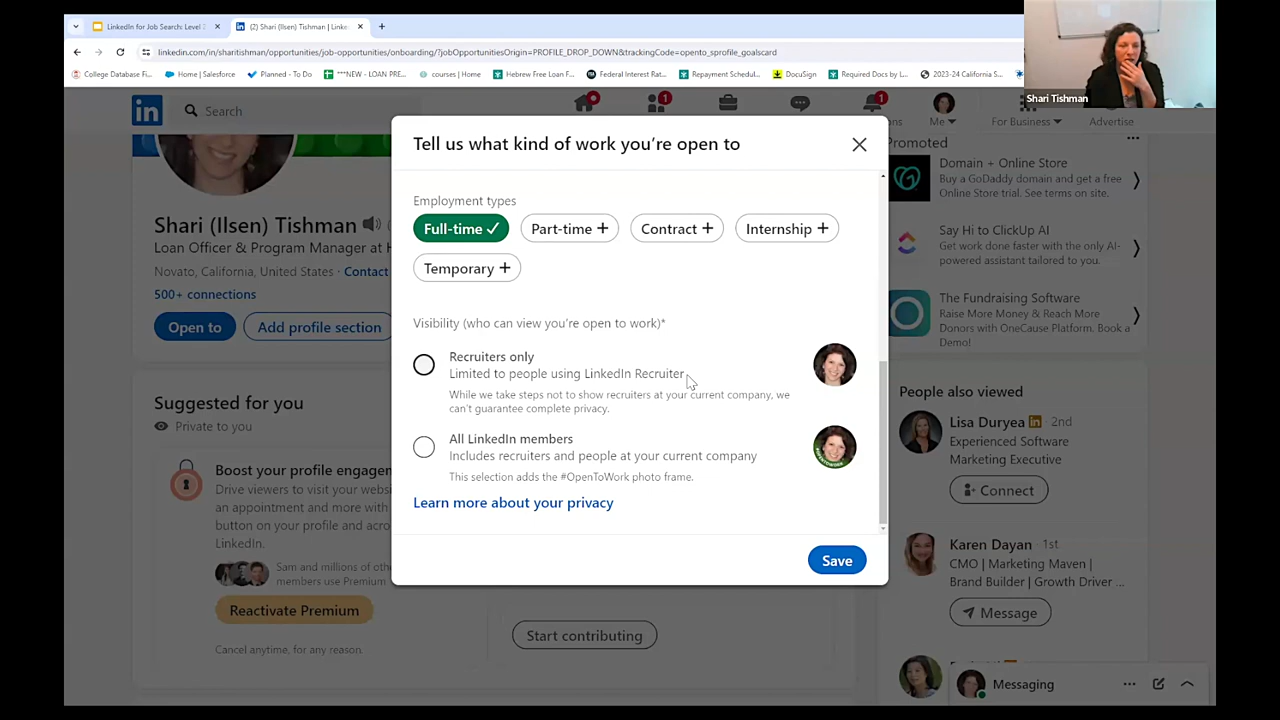 LinkedIn for Job Search: Level 2
(2) Shari (Ilsen) Tishman | Linke
linkedin.com/in/sharitishman/opportunities/job-opportunities/onboarding/?jobOpportunitiesOrigin=PROFILE_DROP_DOWN&trackingCode=opento_sprofile_goalscard
College Database Fi...
Home | Salesforce
Planned - To Do
***NEW - LOAN PRE...
courses | Home
Hebrew Free Loan F...
Federal Interest Rat...
Repayment Schedul...
DocuSign
Required Docs by L...
2023-24 California S...
Shari Tishman
in
Search
1
1
ns
Me
For Business
Advertise
Shari (Ilsen) Tishman
Loan Officer & Program Manager at H
Novato, California, United States · Contact
500+ connections
Open to
Add profile section
Suggested for you
Private to you
Boost your profile engagem
Drive viewers to visit your websi
an appointment and more with
button on your profile and acros
LinkedIn.
Sam and millions of othe
members use Premium
Reactivate Premium
Cancel anytime, for any reason.
Start contributing
Tell us what kind of work you're open to
Employment types
Full-time
Part-time
Contract
Internship
Temporary
Visibility (who can view you're open to work)*
Recruiters only
Limited to people using LinkedIn Recruiter
While we take steps not to show recruiters at your current company, we
can't guarantee complete privacy.
All LinkedIn members
Includes recruiters and people at your current company
This selection adds the #OpenToWork photo frame.
#OPENTOWORK
Learn more about your privacy
Save
Promoted
Domain + Online Store
Buy a GoDaddy domain and get a free
Online Store trial. See terms on site.
Say Hi to ClickUp AI
Get work done faster with the only AI-
powered assistant tailored to you.
The Fundraising Software
Raise More Money & Reach More
Donors with OneCause Platform. Book a
Demo!
People also viewed
Lisa Duryea in · 2nd
Experienced Software
Marketing Executive
Connect
Karen Dayan · 1st
CMO | Marketing Maven |
Brand Builder | Growth Driver ...
Message
Messaging